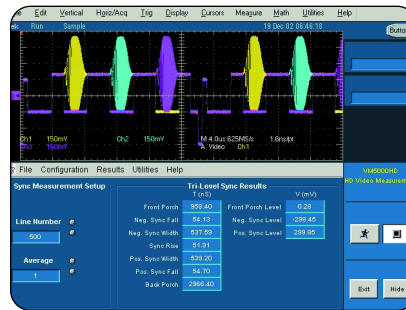 Edit Vertical Horiz/Acq Trig Display Cursors Measure Math Utilities Help
Run Sample 19 Dec 02 06:46:18
Button
Ch1 150mV Ch2 150mV M 4.0us 625MS/s 1.6ns/pt
Ch3 150mV A Video Ch1
File Configuration Results Utilities Help
VM5000HD
HD Video Measurem
Sync Measurement Setup
Tri-Level Sync Results
T (nS) V (mV)
Front Porch 958.40 Front Porch Level 0.28
Neg. Sync Fall 54.13 Neg. Sync Level -298.45
Neg. Sync Width 537.59 Pos. Sync Level 299.85
Sync Rise 51.91
Pos. Sync Width 539.20
Pos. Sync Fall 54.70
Back Porch 2966.40
Line Number
500
Average
1
Exit Hide